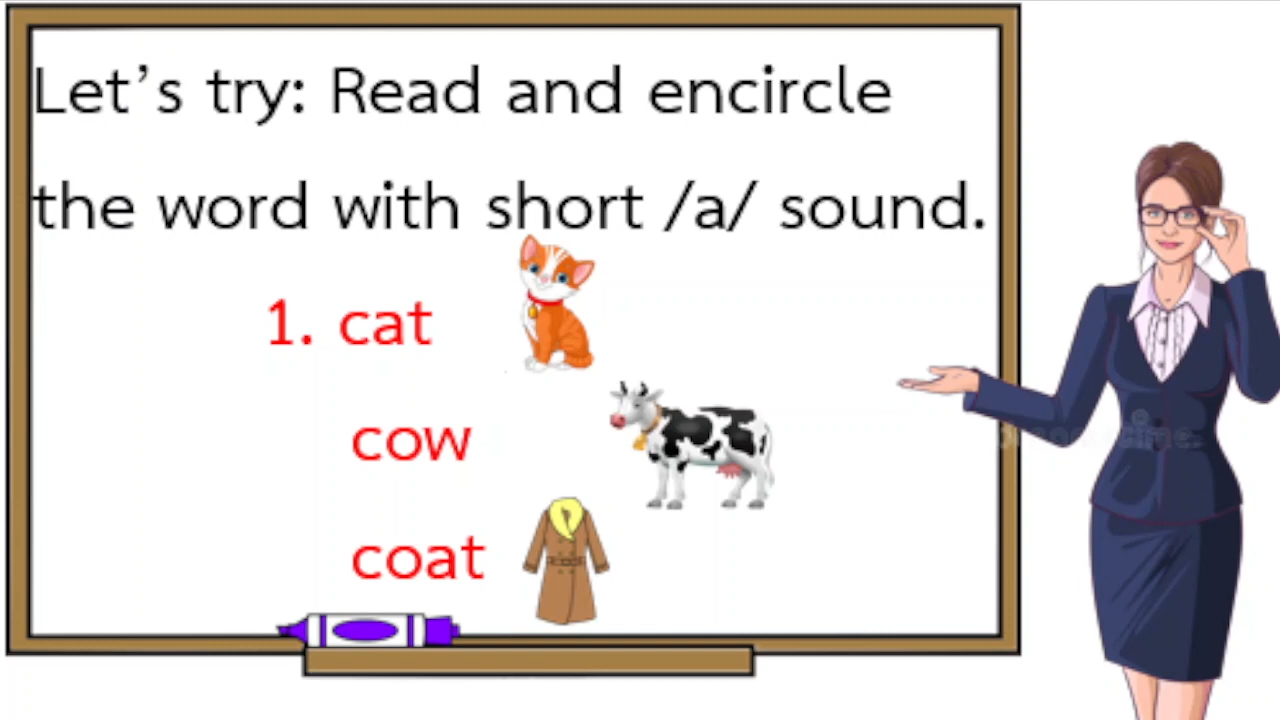 Let's try: Read and encircle
the word with short /a/ sound.
1. cat
cow
coat